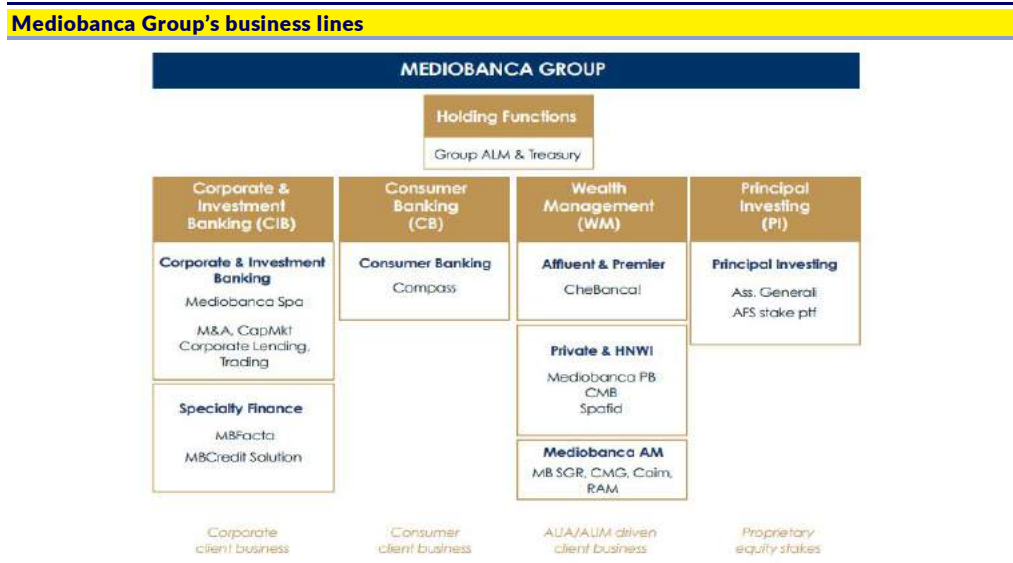 Mediobanca Group's business lines
MEDIOBANCA GROUP
Holding Functions
Group ALM & Treasury
Corporate &
Investment
Banking (CIB)
Corporate & Investment
Banking
Mediobanca Spa
M&A, CapMkt
Corporate Lending,
Trading
Specialty Finance
MBFacta
MBCredit Solution
Corporate
client business
Consumer
Banking
(CB)
Consumer Banking
Compass
Consumer
client business
Wealth
Management
(WM)
Affluent & Premier
CheBanca!
Private & HNWI
Mediobanca PB
CMB
Spafid
Mediobanca AM
MB SGR, CMG, Cairn,
RAM
AUA/AUM driven
client business
Principal
Investing
(PI)
Principal Investing
Ass. Generali
AFS stake ptf
Proprietary
equity stakes